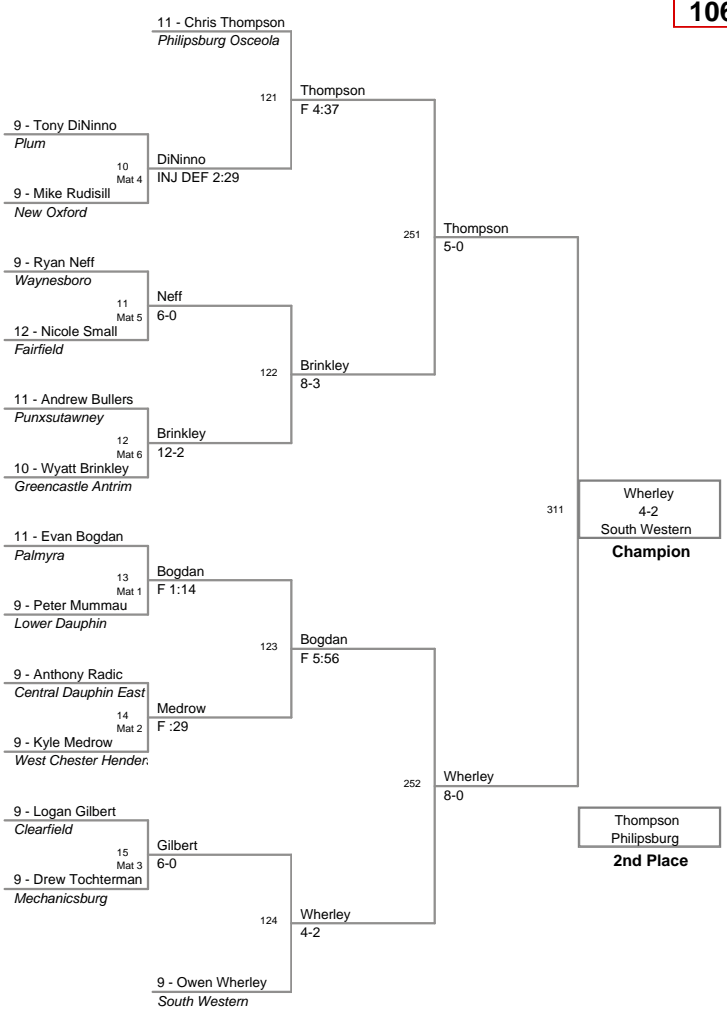 106
11 - Chris Thompson
Philipsburg Osceola
121
Thompson
F 4:37
9 - Tony DiNinno
Plum
10
Mat 4
DiNinno
INJ DEF 2:29
9 - Mike Rudisill
New Oxford
251
Thompson
5-0
9 - Ryan Neff
Waynesboro
11
Mat 5
Neff
6-0
12 - Nicole Small
Fairfield
122
Brinkley
8-3
11 - Andrew Bullers
Punxsutawney
12
Mat 6
Brinkley
12-2
10 - Wyatt Brinkley
Greencastle Antrim
311
Wherley
4-2
South Western
Champion
11 - Evan Bogdan
Palmyra
13
Mat 1
Bogdan
F 1:14
9 - Peter Mummau
Lower Dauphin
123
Bogdan
F 5:56
9 - Anthony Radic
Central Dauphin East
14
Mat 2
Medrow
F :29
9 - Kyle Medrow
West Chester Hender
252
Wherley
8-0
9 - Logan Gilbert
Clearfield
15
Mat 3
Gilbert
6-0
9 - Drew Tochterman
Mechanicsburg
Thompson
Philipsburg
2nd Place
124
Wherley
4-2
9 - Owen Wherley
South Western